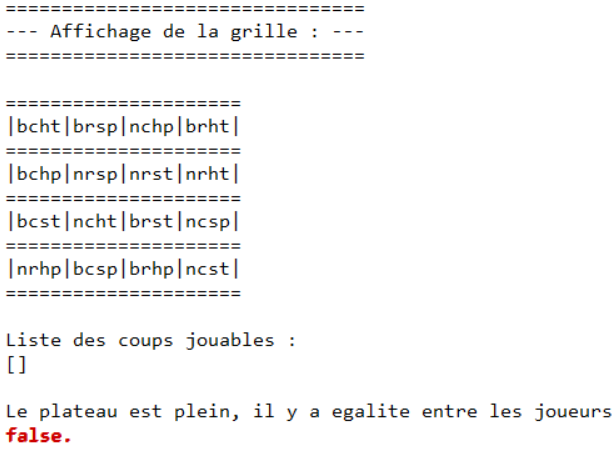 ================================
--- Affichage de la grille : ---
================================
=====================
|bcht|brsp|nchp|brht|
=====================
|bchp|nrsp|nrst|nrht|
=====================
|bcst|ncht|brst|ncsp|
=====================
|nrhp|bcsp|brhp|ncst|
=====================
Liste des coups jouables :
[]
Le plateau est plein, il y a egalite entre les joueurs
false.